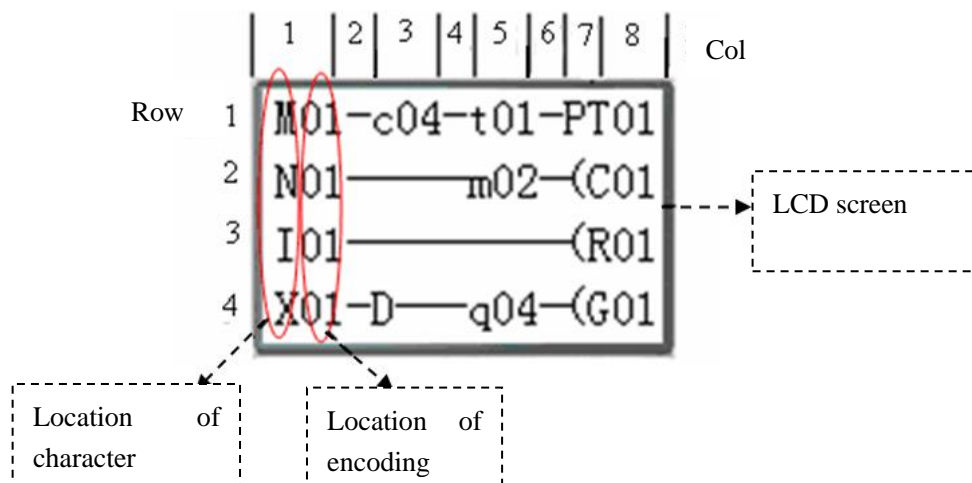 1 2 3 4 5 6 7 8 Col
Row 1 M01-c04-t01-PT01
2 N01———m02-(C01
3 I01——————(R01
4 X01-D——q04-(G01
LCD screen
Location of
character
Location of
encoding